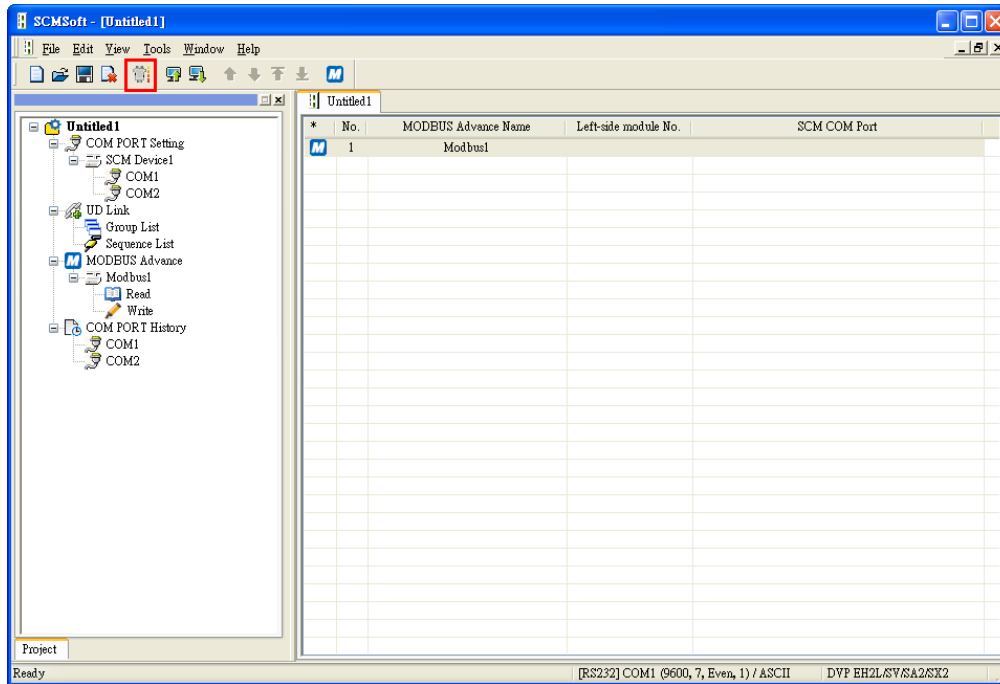 SCMSoft - [Untitled1]
File Edit View Tools Window Help
Untitled1
COM PORT Setting
SCM Device1
COM1
COM2
UD Link
Group List
Sequence List
MODBUS Advance
Modbus1
Read
Write
COM PORT History
COM1
COM2
Project
Untitled1
* No. MODBUS Advance Name Left-side module No. SCM COM Port
1 Modbus1
Ready [RS232] COM1 (9600, 7, Even, 1) / ASCII DVP EH2L/SV/SA2/SX2